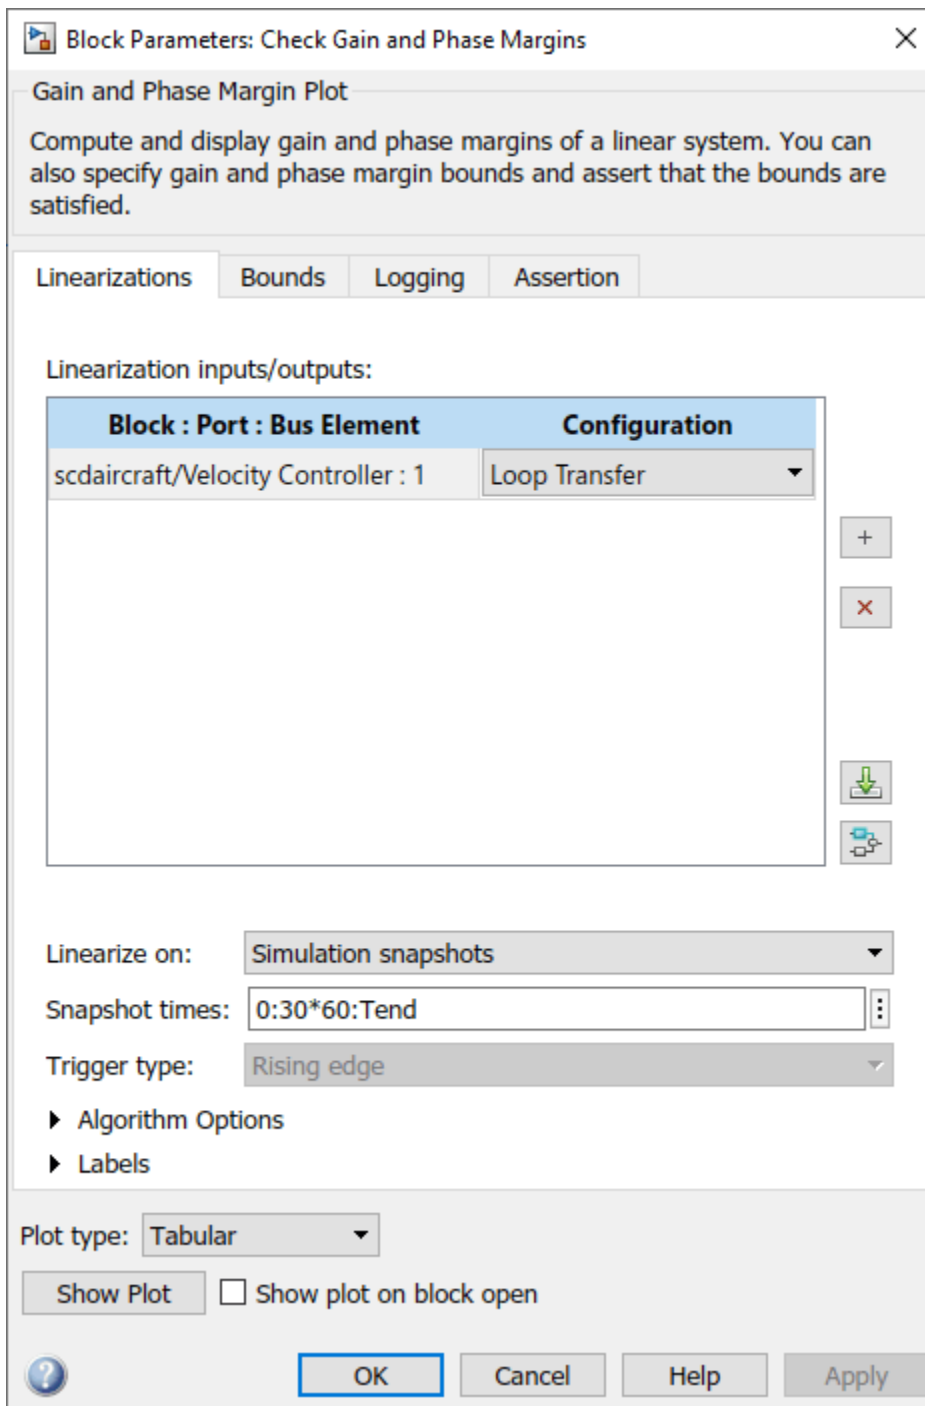 Block Parameters: Check Gain and Phase Margins
Gain and Phase Margin Plot
Compute and display gain and phase margins of a linear system. You can
also specify gain and phase margin bounds and assert that the bounds are
satisfied.
Linearizations Bounds Logging Assertion
Linearization inputs/outputs:
Block : Port : Bus Element Configuration
scdaircraft/Velocity Controller : 1 Loop Transfer
Linearize on: Simulation snapshots
Snapshot times: 0:30*60:Tend
Trigger type: Rising edge
Algorithm Options
Labels
Plot type: Tabular
Show Plot Show plot on block open
OK Cancel Help Apply